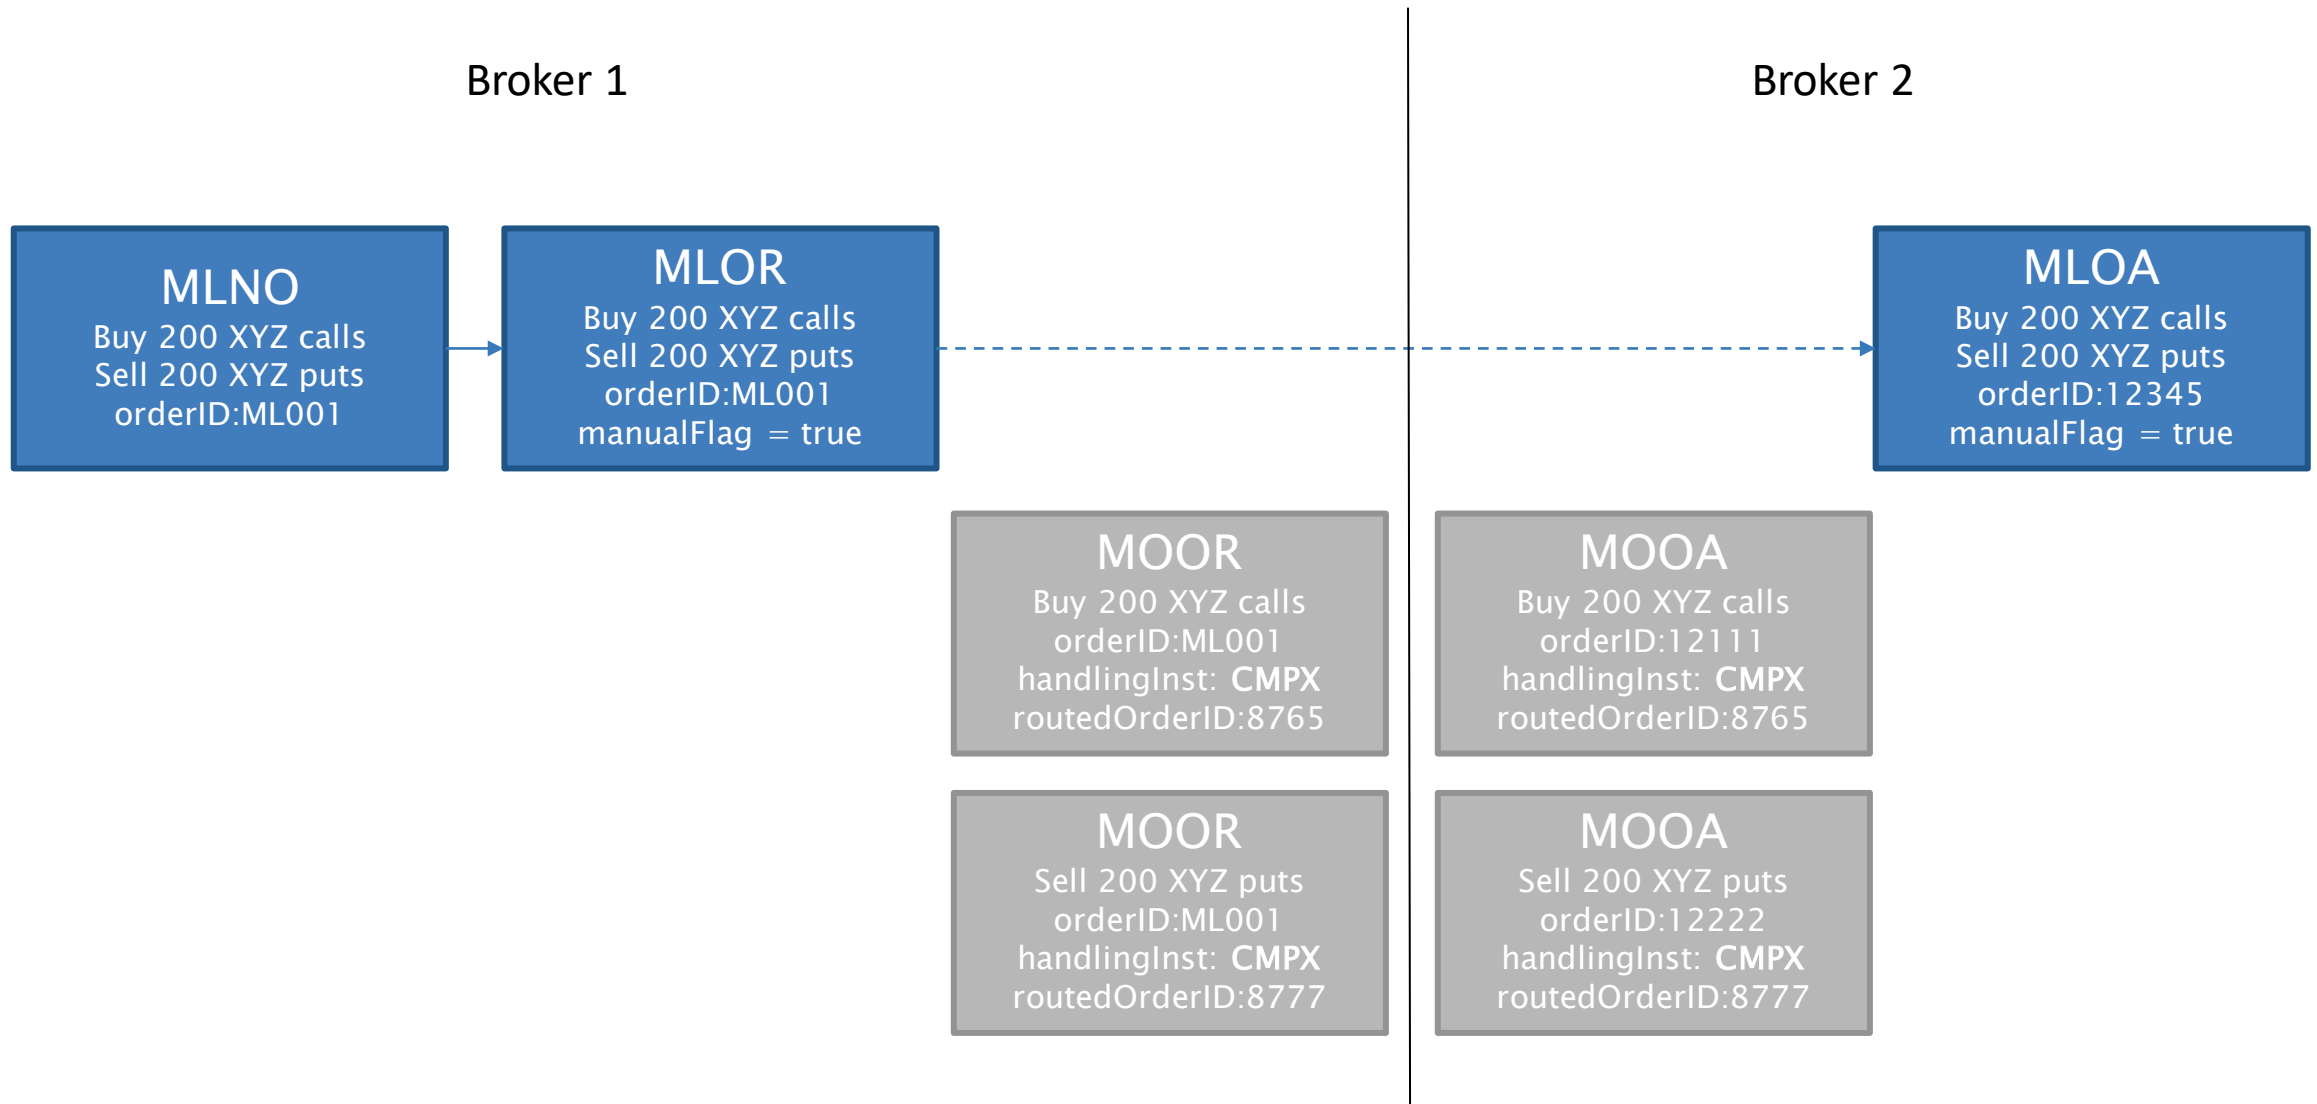 Broker 1
Broker 2
MLNO
Buy 200 XYZ calls
Sell 200 XYZ puts
orderID:ML001
MLOR
Buy 200 XYZ calls
Sell 200 XYZ puts
orderID:ML001
manualFlag = true
MLOA
Buy 200 XYZ calls
Sell 200 XYZ puts
orderID:12345
manualFlag = true
MOOR
Buy 200 XYZ calls
orderID:ML001
handlingInst: CMPX
routedOrderID:8765
MOOA
Buy 200 XYZ calls
orderID:12111
handlingInst: CMPX
routedOrderID:8765
MOOR
Sell 200 XYZ puts
orderID:ML001
handlingInst: CMPX
routedOrderID:8777
MOOA
Sell 200 XYZ puts
orderID:12222
handlingInst: CMPX
routedOrderID:8777